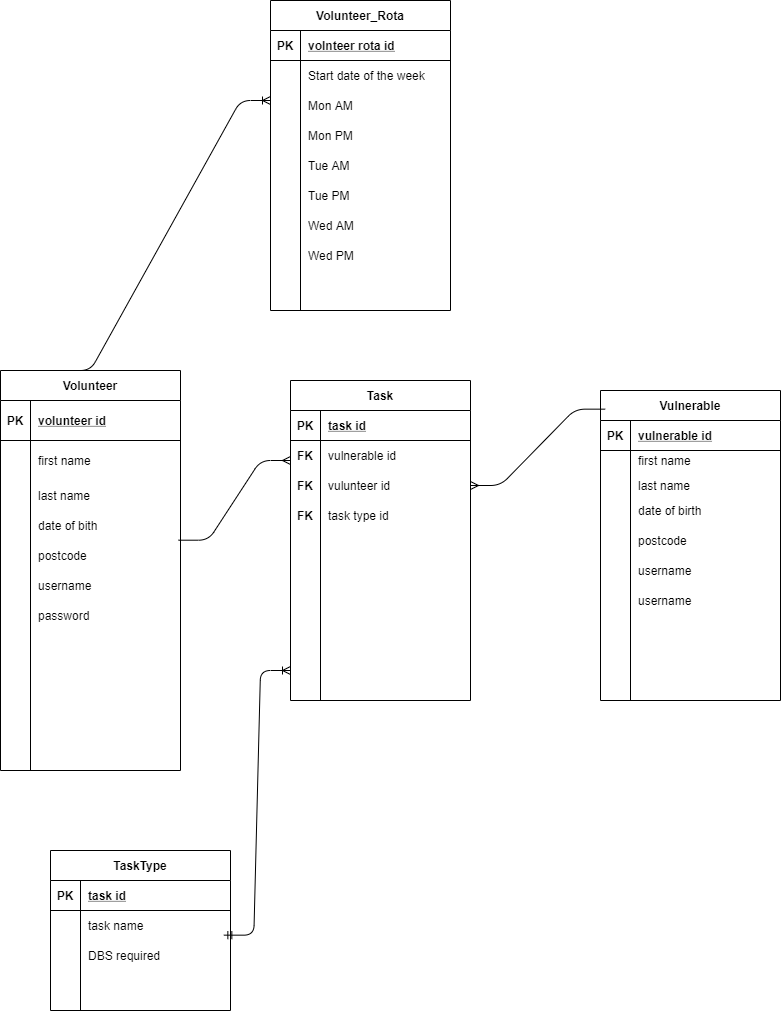 Volunteer_Rota
PK volnteer rota id
Start date of the week
Mon AM
Mon PM
Tue AM
Tue PM
Wed AM
Wed PM
Volunteer
PK volunteer id
first name
last name
date of bith
postcode
username
password
Task
PK task id
FK vulnerable id
FK vulunteer id
FK task type id
Vulnerable
PK vulnerable id
first name
last name
date of birth
postcode
username
username
TaskType
PK task id
task name
DBS required